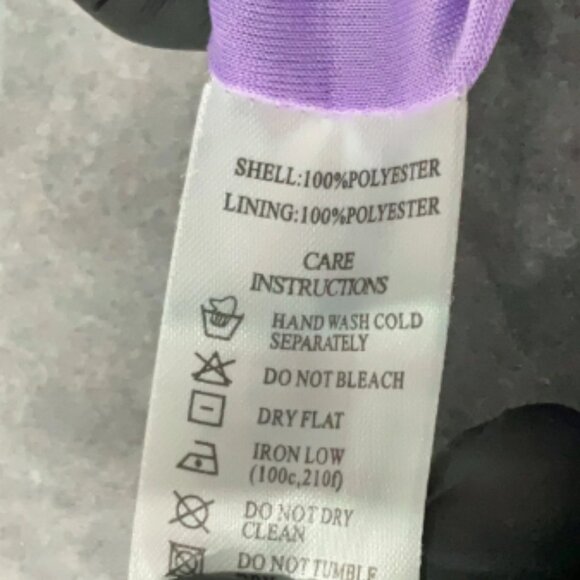 SHELL:100%POLYESTER
LINING:100%POLYESTER
CARE
INSTRUCTIONS
HAND WASH COLD
SEPARATELY
DO NOT BLEACH
DRY FLAT
IRON LOW
(100c,210f)
DO NOT DRY
CLEAN
DO NOT TUMBLE